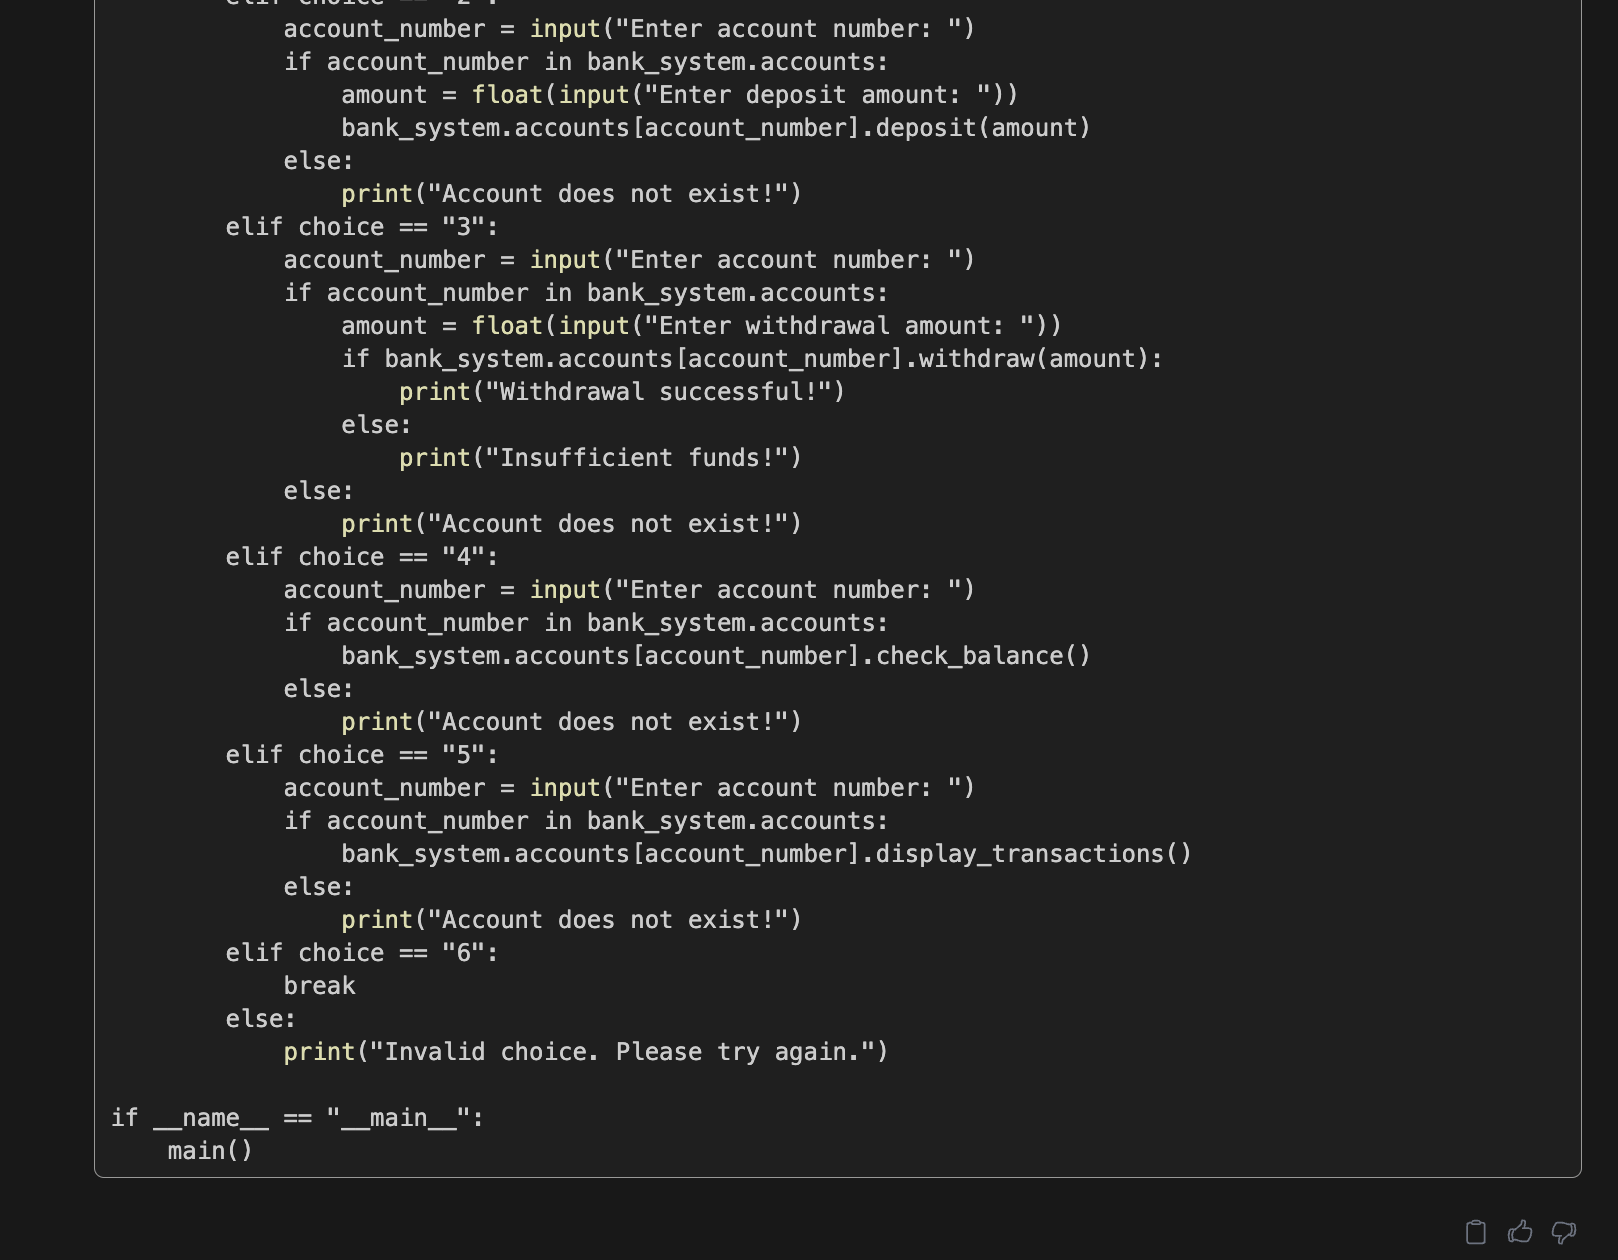 elif choice == "2":
account_number = input("Enter account number: ")
if account_number in bank_system.accounts:
amount = float(input("Enter deposit amount: "))
bank_system.accounts[account_number].deposit(amount)
else:
print("Account does not exist!")
elif choice == "3":
account_number = input("Enter account number: ")
if account_number in bank_system.accounts:
amount = float(input("Enter withdrawal amount: "))
if bank_system.accounts[account_number].withdraw(amount):
print("Withdrawal successful!")
else:
print("Insufficient funds!")
else:
print("Account does not exist!")
elif choice == "4":
account_number = input("Enter account number: ")
if account_number in bank_system.accounts:
bank_system.accounts[account_number].check_balance()
else:
print("Account does not exist!")
elif choice == "5":
account_number = input("Enter account number: ")
if account_number in bank_system.accounts:
bank_system.accounts[account_number].display_transactions()
else:
print("Account does not exist!")
elif choice == "6":
break
else:
print("Invalid choice. Please try again.")
if __name__ == "__main__":
main()